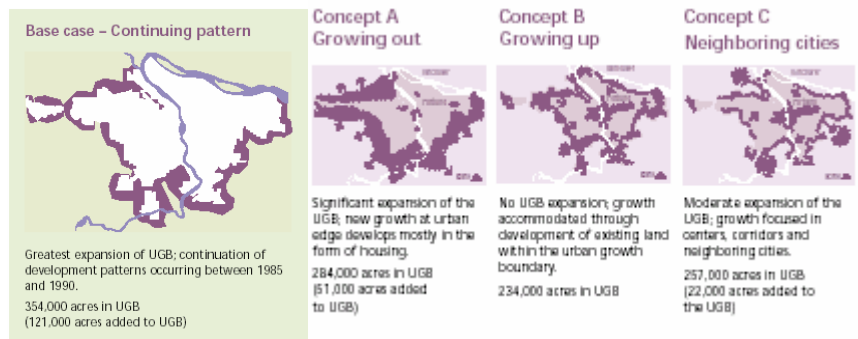 Base case – Continuing pattern
Greatest expansion of UGB; continuation of
development patterns occurring between 1985
and 1990.
354,000 acres in UGB
(121,000 acres added to UGB)
Concept A
Growing out
Significant expansion of the
UGB; new growth at urban
edge develops mostly in the
form of housing.
284,000 acres in UGB
(51,000 acres added
to UGB)
Concept B
Growing up
No UGB expansion; growth
accommodated through
development of existing land
within the urban growth
boundary.
234,000 acres in UGB
Concept C
Neighboring cities
Moderate expansion of the
UGB; growth focused in
centers, corridors and
neighboring cities.
257,000 acres in UGB
(22,000 acres added to
the UGB)